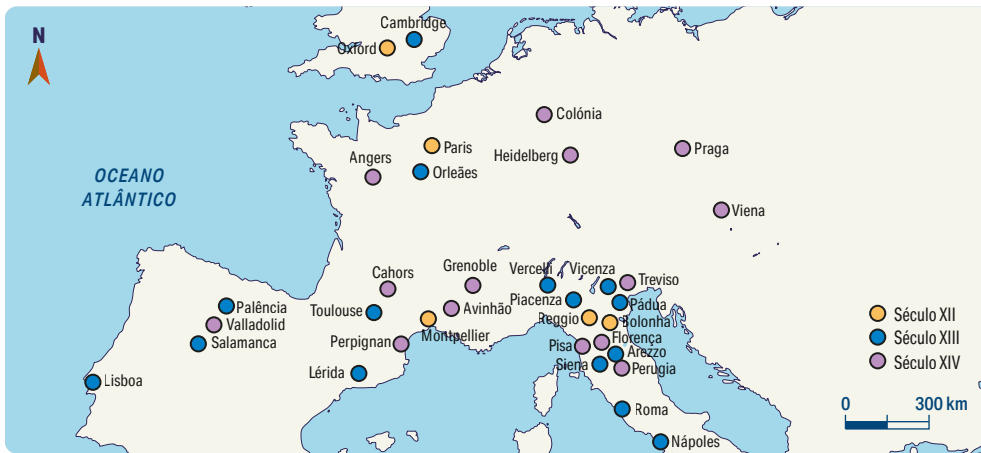 N
Cambridge
Oxford
Colónia
Paris
Heidelberg
Praga
Angers
Orleães
OCEANO
ATLÂNTICO
Viena
Cahors
Grenoble
Vercelli
Vicenza
Treviso
Palência
Toulouse
Avinhão
Piacenza
Pádua
Valladolid
Montpellier
Reggio
Bolonha
Salamanca
Perpignan
Pisa
Florença
Arezzo
Siena
Perugia
Lisboa
Lérida
Roma
Nápoles
Século XII
Século XIII
Século XIV
0 300 km